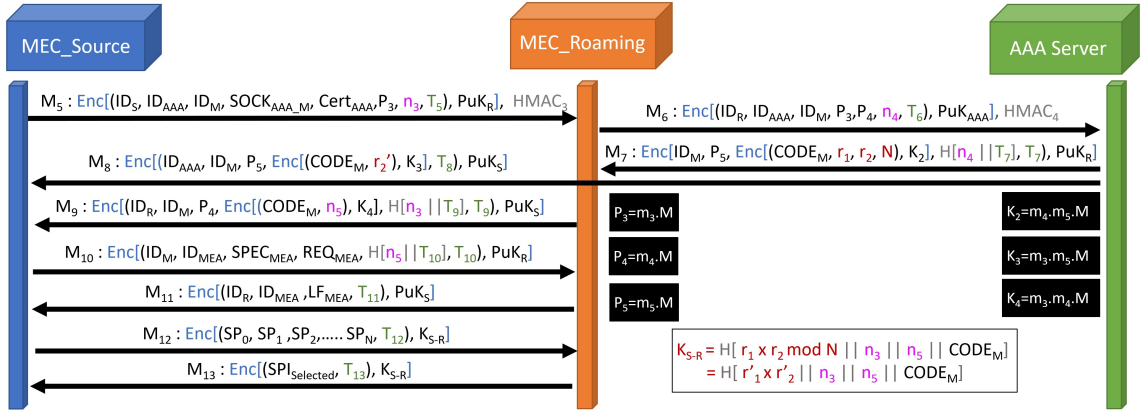 MEC_Source
MEC_Roaming
AAA Server
M5 : Enc[(IDS, IDAAA, IDM, SOCKAAA_M, CertAAA,P3, n3, T5), PuKR], HMAC3
M6 : Enc[(IDR, IDAAA, IDM, P3,P4, n4, T6), PuKAAA], HMAC4
M7 : Enc[IDM, P5, Enc[(CODEM, r1, r2, N), K2], H[n4 ||T7], T7), PuKR]
M8 : Enc[(IDAAA, IDM, P5, Enc[(CODEM, r2’), K3], T8), PuKS]
M9 : Enc[(IDR, IDM, P4, Enc[(CODEM, n5), K4], H[n3 ||T9], T9), PuKS]
P3=m3.M
K2=m4.m5.M
M10 : Enc[(IDM, IDMEA, SPECMEA, REQMEA, H[n5||T10], T10), PuKR]
P4=m4.M
K3=m3.m5.M
M11 : Enc[(IDR, IDMEA ,LFMEA, T11), PuKS]
P5=m5.M
K4=m3.m4.M
M12 : Enc[(SP0, SP1 ,SP2,..... SPN, T12), KS-R]
M13 : Enc[(SPISelected, T13), KS-R]
KS-R = H[ r1 x r2 mod N || n3 || n5 || CODEM]
= H[ r’1 x r’2 || n3 || n5 || CODEM]